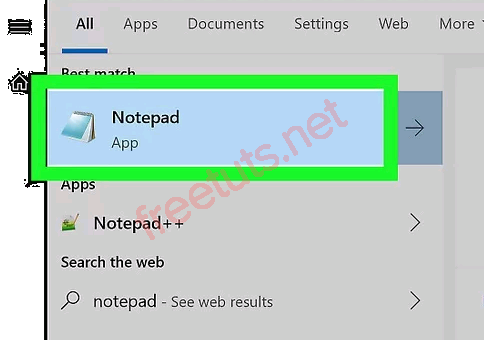 All Apps Documents Settings Web More
Best match
Notepad
App
Apps
Notepad++
Search the web
notepad - See web results
freetuts.net